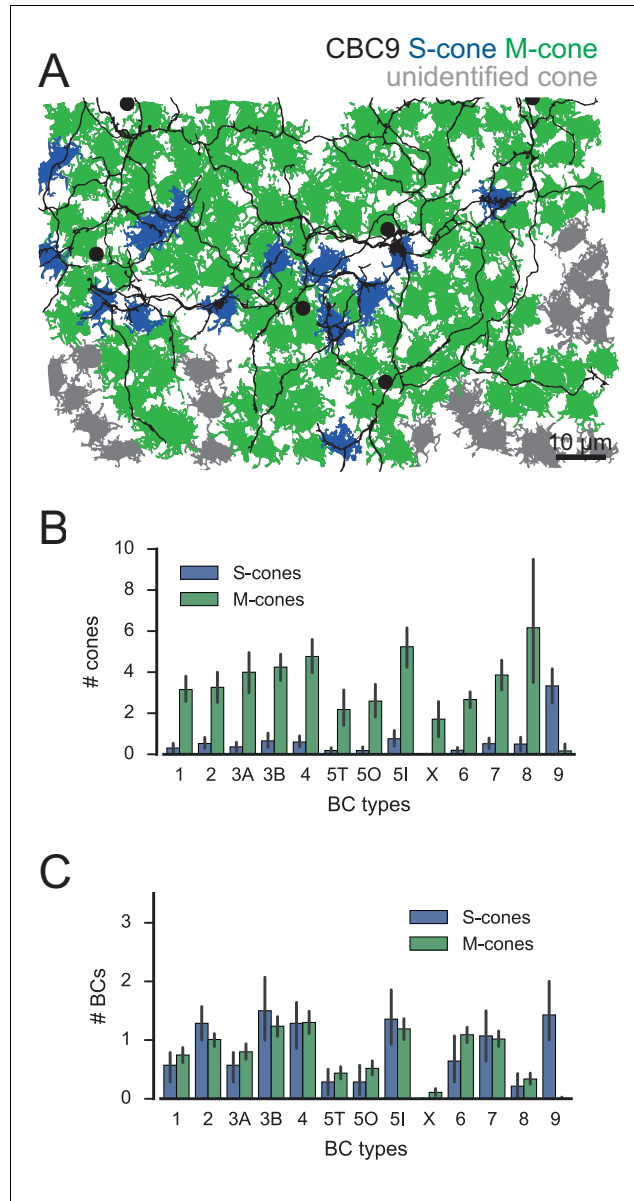 A
CBC9 S-cone M-cone
unidentified cone
10 µm
B
10
8
6
4
2
0
# cones
S-cones
M-cones
1 2 3A 3B 4 5T 5O 5I X 6 7 8 9
BC types
C
3
2
1
0
# BCs
S-cones
M-cones
1 2 3A 3B 4 5T 5O 5I X 6 7 8 9
BC types